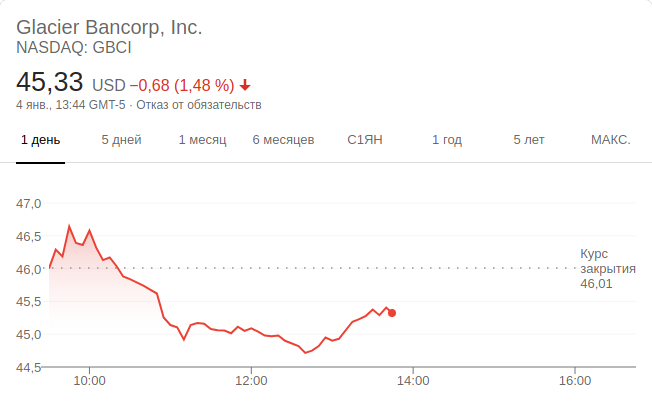 Glacier Bancorp, Inc.
NASDAQ: GBCI
45,33 USD −0,68 (1,48 %)
4 янв., 13:44 GMT-5 · Отказ от обязательств
1 день 5 дней 1 месяц 6 месяцев С1ЯН 1 год 5 лет МАКС.
47,0
46,5
46,0
45,5
45,0
44,5
Курс
закрытия
46,01
10:00 12:00 14:00 16:00